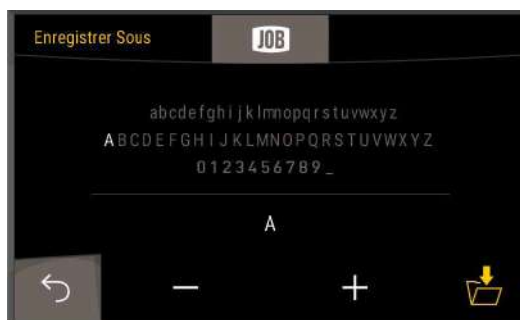 Enregistrer Sous
JOB
abcdefghijklmnopqrstuvwxyz
ABCDEFGHIJKLMNOPQRSTUVWXYZ
0123456789_
A